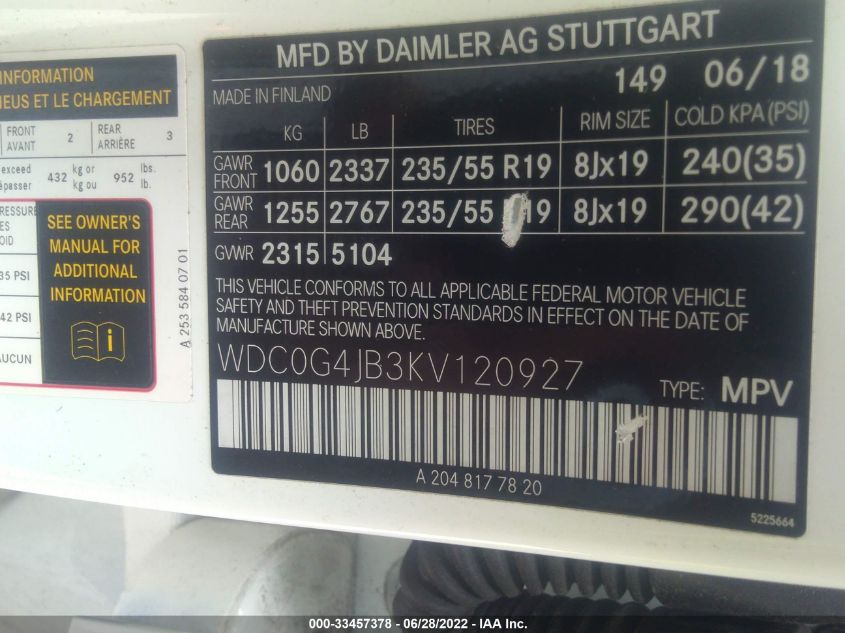 INFORMATION
NEUS ET LE CHARGEMENT
FRONT
AVANT
2
REAR
ARRIÈRE
3
exceed
432 kg or
kg ou
952 lbs.
lb.
SEE OWNER'S
MANUAL FOR
ADDITIONAL
INFORMATION
35 PSI
42 PSI
AUCUN
A 253 584 07 01
MFD BY DAIMLER AG STUTTGART
149 06/18
MADE IN FINLAND
KG LB TIRES RIM SIZE COLD KPA(PSI)
GAWR
FRONT 1060 2337 235/55 R19 8Jx19 240(35)
GAWR
REAR 1255 2767 235/55 19 8Jx19 290(42)
GVWR 2315 5104
THIS VEHICLE CONFORMS TO ALL APPLICABLE FEDERAL MOTOR VEHICLE
SAFETY AND THEFT PREVENTION STANDARDS IN EFFECT ON THE DATE OF
MANUFACTURE SHOWN ABOVE.
WDC0G4JB3KV120927
TYPE: MPV
A 204 817 78 20
5225664
000-33457378 - 06/28/2022 - IAA Inc.